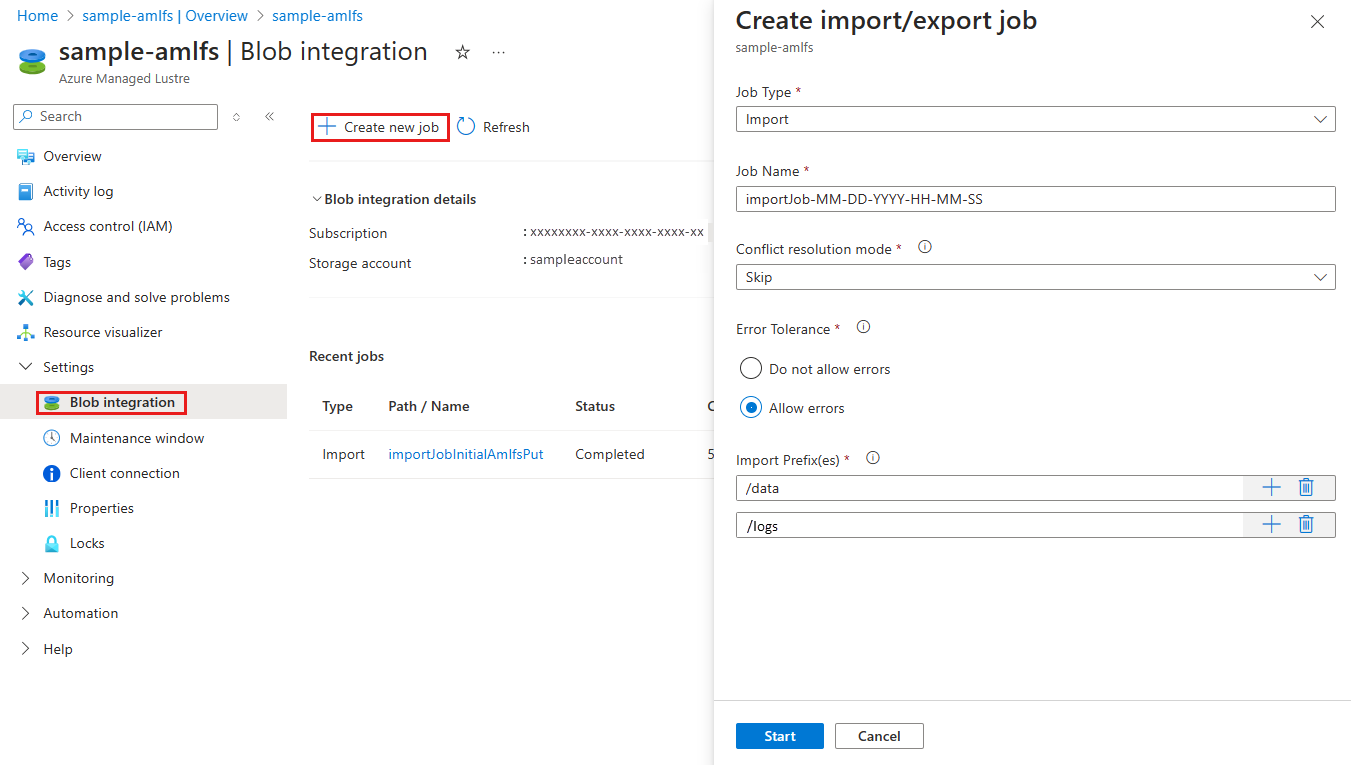 Home > sample-amlfs | Overview > sample-amlfs
sample-amlfs | Blob integration
Azure Managed Lustre
Search
Overview
Activity log
Access control (IAM)
Tags
Diagnose and solve problems
Resource visualizer
Settings
Blob integration
Maintenance window
Client connection
Properties
Locks
Monitoring
Automation
Help
Create new job Refresh
Blob integration details
Subscription : xxxxxxxx-xxxx-xxxx-xxxx-xx
Storage account : sampleaccount
Recent jobs
Type Path / Name Status C
Import importJobInitialAmlfsPut Completed 5
Create import/export job
sample-amlfs
Job Type *
Import
Job Name *
importJob-MM-DD-YYYY-HH-MM-SS
Conflict resolution mode *
Skip
Error Tolerance *
Do not allow errors
Allow errors
Import Prefix(es) *
/data
/logs
Start Cancel